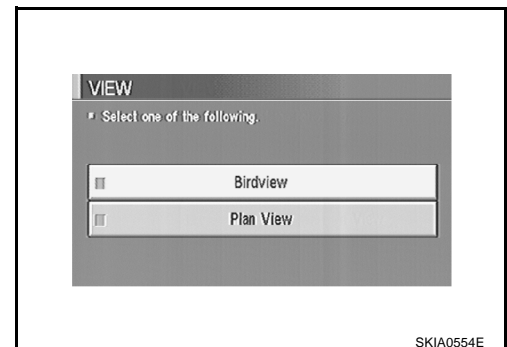 VIEW
Select one of the following.
Birdview
Plan View
SKIA0554E